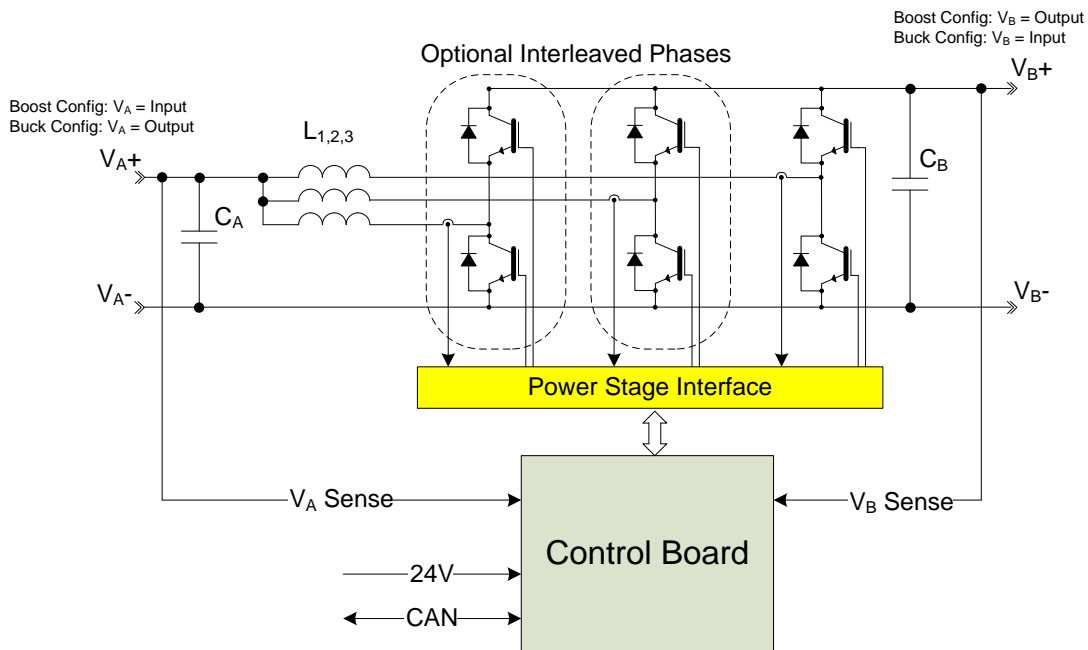 Boost Config: VB = Output
Buck Config: VB = Input
Optional Interleaved Phases
VB+
Boost Config: VA = Input
Buck Config: VA = Output
L1,2,3
VA+
CA
CB
VA-
VB-
Power Stage Interface
VA Sense
VB Sense
Control Board
24V
CAN